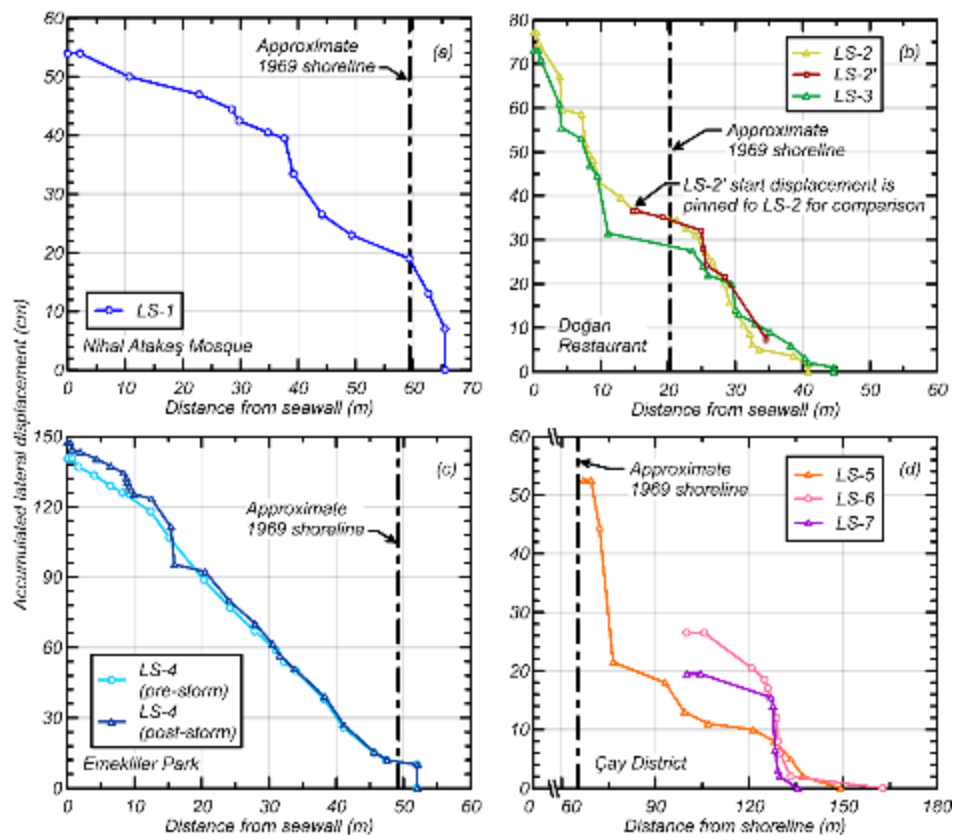 Accumulated lateral displacement (cm)
60
50
40
30
20
10
0
Approximate
1969 shoreline
(a)
LS-1
Nihal Atakaş Mosque
0 10 20 30 40 50 60 70
Distance from seawall (m)
80
70
60
50
40
30
20
10
0
(b)
LS-2
LS-2'
LS-3
Approximate
1969 shoreline
LS-2' start displacement is
pinned to LS-2 for comparison
Doğan
Restaurant
0 10 20 30 40 50 60
Distance from seawall (m)
150
120
90
60
30
0
(c)
Approximate
1969 shoreline
LS-4
(pre-storm)
LS-4
(post-storm)
Emekliler Park
0 10 20 30 40 50 60
Distance from seawall (m)
60
50
40
30
20
10
0
Approximate
1969 shoreline
(d)
LS-5
LS-6
LS-7
Çay District
0 60 90 120 150 180
Distance from shoreline (m)